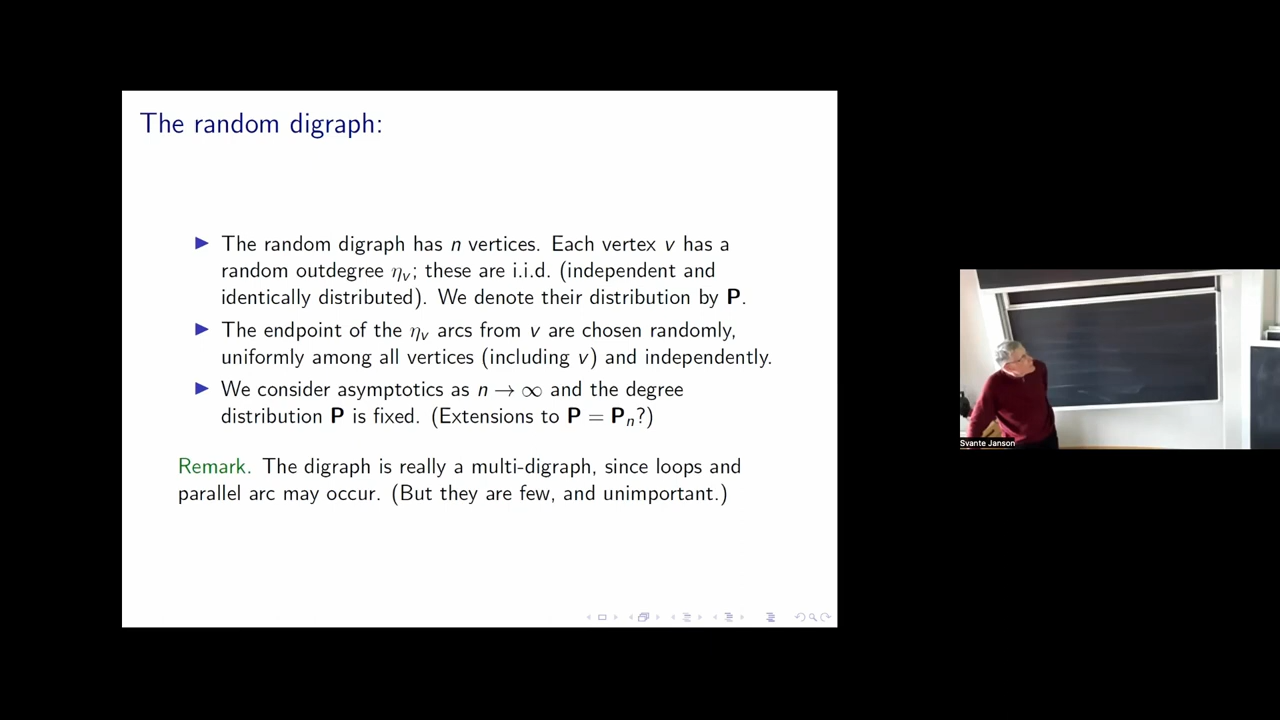 The random digraph:
▶ The random digraph has n vertices. Each vertex v has a
random outdegree ηᵥ; these are i.i.d. (independent and
identically distributed). We denote their distribution by P.
▶ The endpoint of the ηᵥ arcs from v are chosen randomly,
uniformly among all vertices (including v) and independently.
▶ We consider asymptotics as n → ∞ and the degree
distribution P is fixed. (Extensions to P = Pₙ?)
Remark. The digraph is really a multi-digraph, since loops and
parallel arc may occur. (But they are few, and unimportant.)
Svante Janson